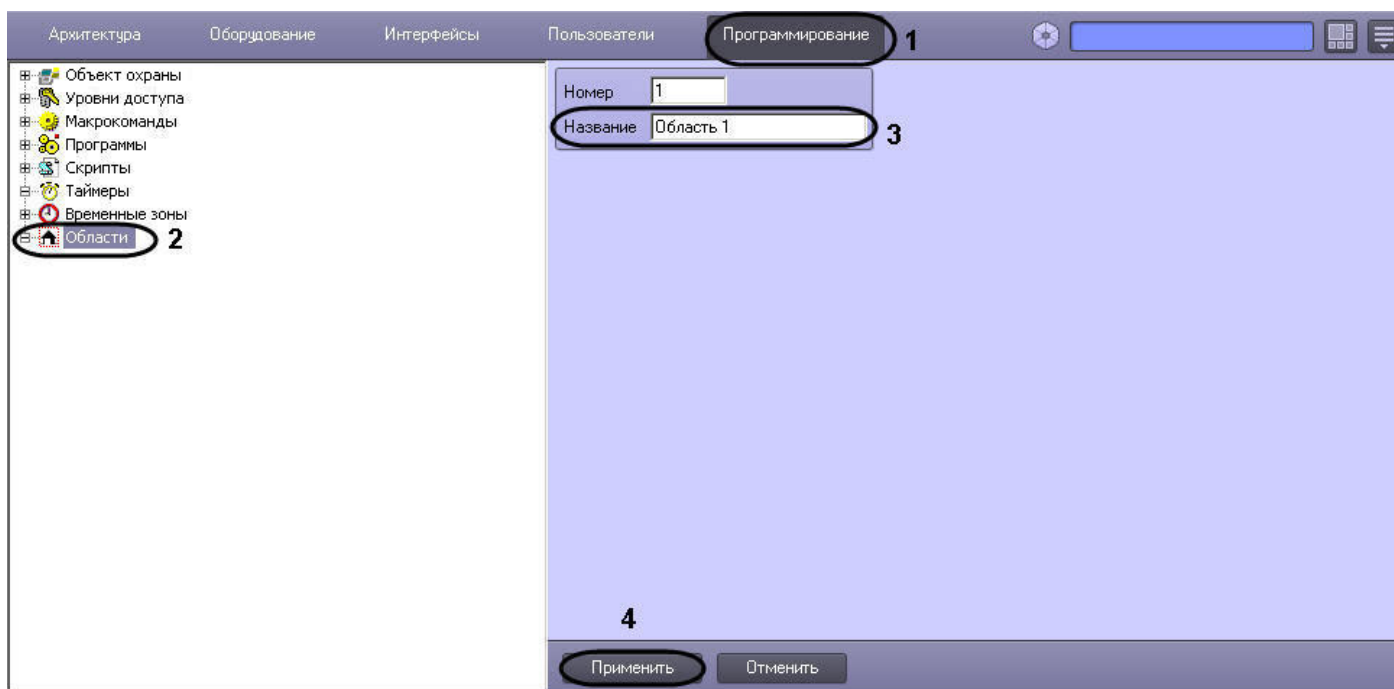 Архитектура Оборудование Интерфейсы Пользователи Программирование 1
Объект охраны
Уровни доступа
Макрокоманды
Программы
Скрипты
Таймеры
Временные зоны
Области 2
Номер 1
Название Область 1 3
4
Применить Отменить